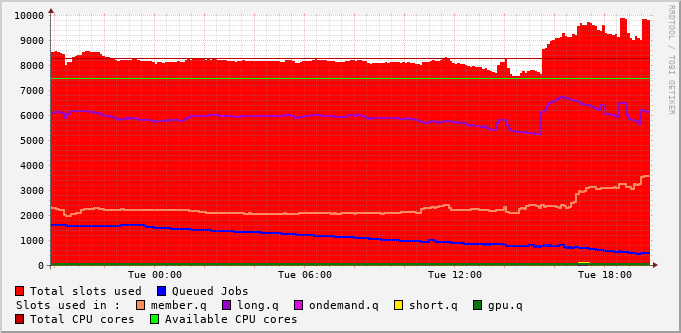 10000
9000
8000
7000
6000
5000
4000
3000
2000
1000
0
Tue 00:00 Tue 06:00 Tue 12:00 Tue 18:00
RRDTOOL / TOBI OETIKER
Total slots used Queued Jobs
Slots used in : member.q long.q ondemand.q short.q gpu.q
Total CPU cores Available CPU cores